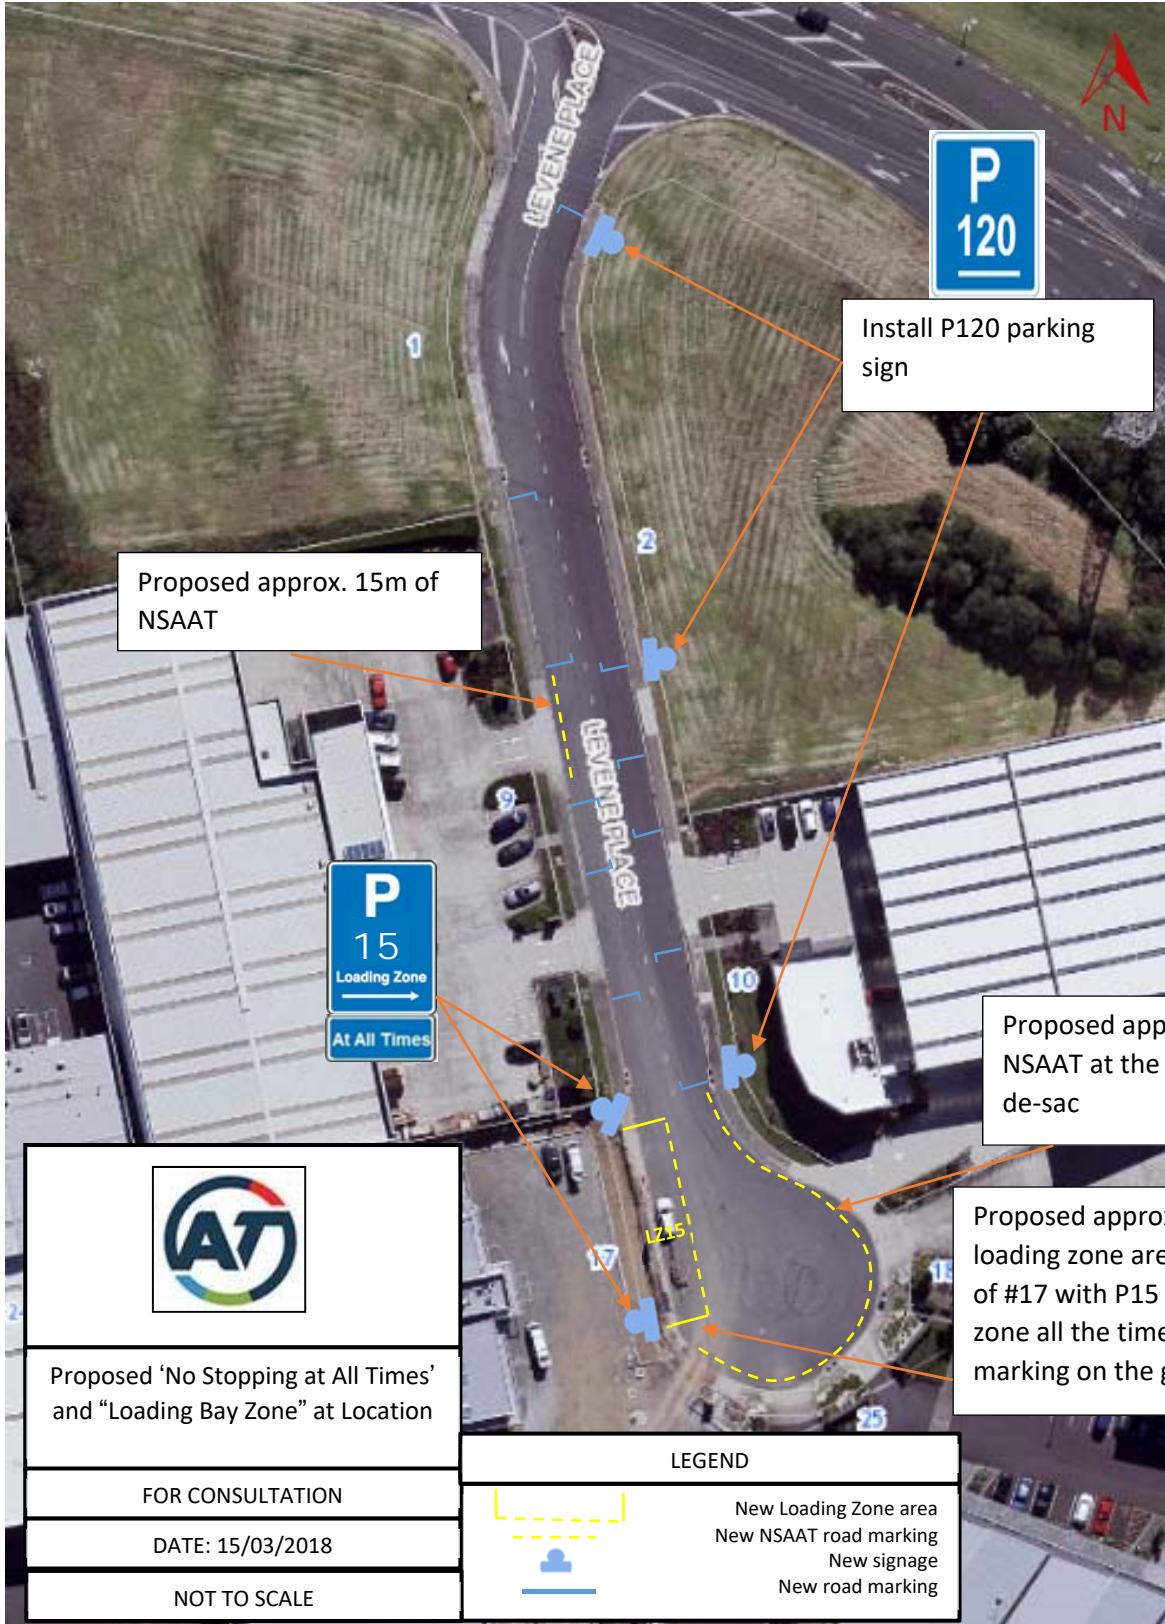 LEVENE PLACE
N
P
120
Install P120 parking
sign
1
2
Proposed approx. 15m of
NSAAT
LEVENE PLACE
9
P
15
Loading Zone
At All Times
10
Proposed app
NSAAT at the
de-sac
Proposed approx
loading zone are
of #17 with P15
zone all the time
marking on the g
LZ15
17
18
25
AT
Proposed ‘No Stopping at All Times’
and “Loading Bay Zone” at Location
FOR CONSULTATION
DATE: 15/03/2018
NOT TO SCALE
LEGEND
New Loading Zone area
New NSAAT road marking
New signage
New road marking